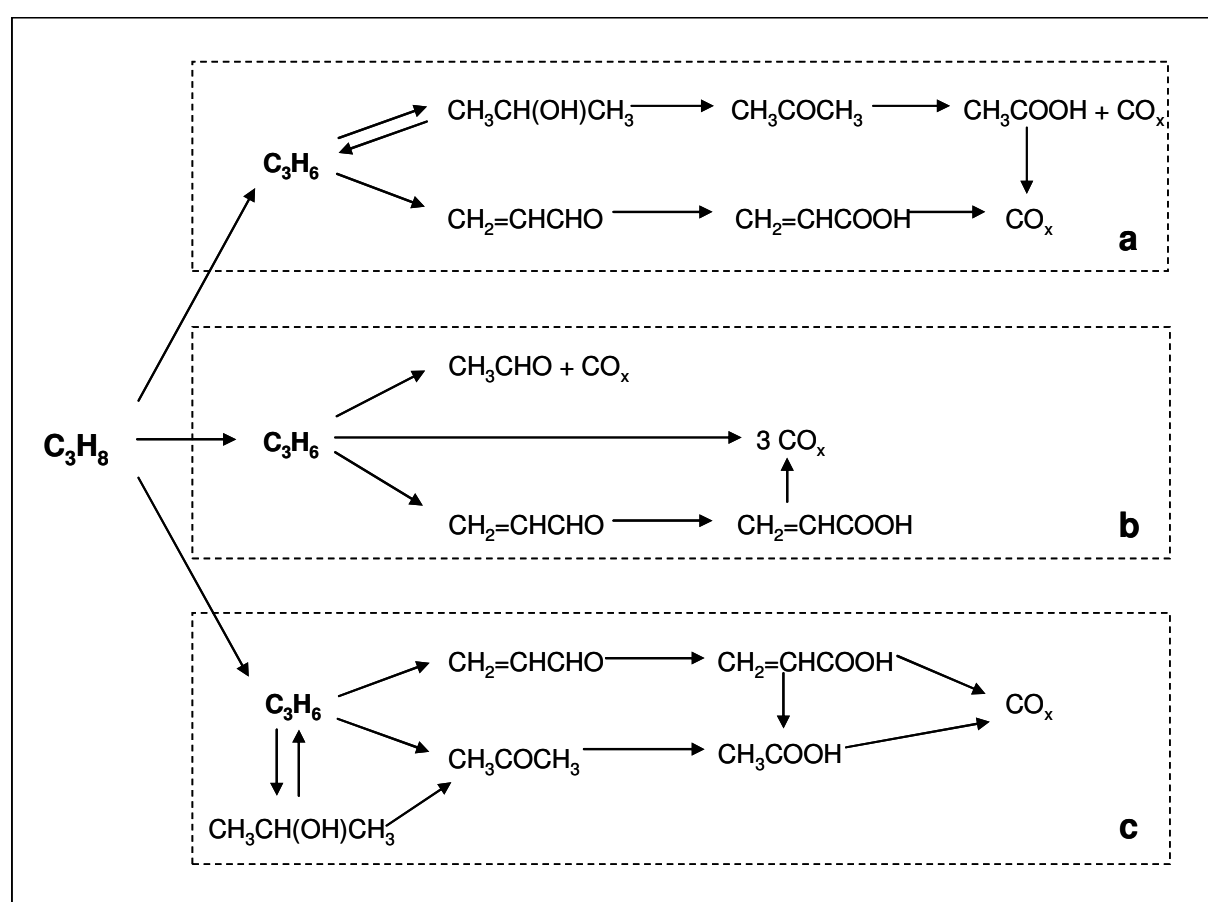 CH₃CH(OH)CH₃ CH₃COCH₃ CH₃COOH + COₓ
C₃H₆
CH₂=CHCHO CH₂=CHCOOH COₓ
a
CH₃CHO + COₓ
C₃H₈ C₃H₆ 3 COₓ
CH₂=CHCHO CH₂=CHCOOH
b
CH₂=CHCHO CH₂=CHCOOH
C₃H₆ COₓ
CH₃COCH₃ CH₃COOH
CH₃CH(OH)CH₃
c